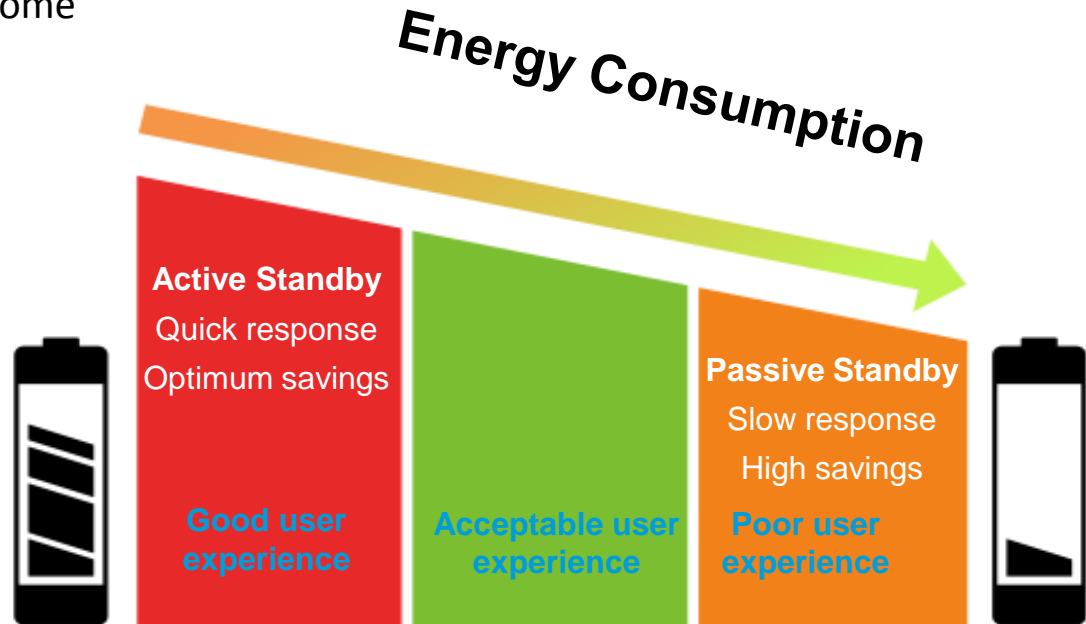 ome
Energy Consumption
Active Standby
Quick response
Optimum savings
Good user
experience
Acceptable user
experience
Passive Standby
Slow response
High savings
Poor user
experience